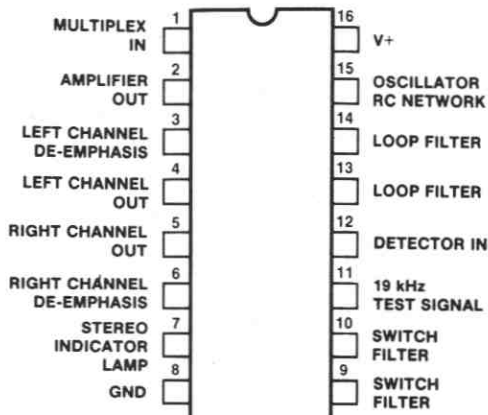 MULTIPLEX
IN
1
AMPLIFIER
OUT
2
LEFT CHANNEL
DE-EMPHASIS
3
LEFT CHANNEL
OUT
4
RIGHT CHANNEL
OUT
5
RIGHT CHANNEL
DE-EMPHASIS
6
STEREO
INDICATOR
LAMP
7
GND
8
16
V+
15
OSCILLATOR
RC NETWORK
14
LOOP FILTER
13
LOOP FILTER
12
DETECTOR IN
11
19 kHz
TEST SIGNAL
10
SWITCH
FILTER
9
SWITCH
FILTER